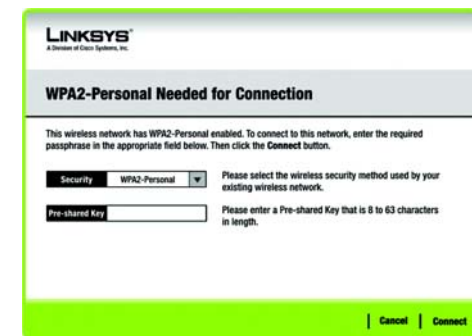 LINKSYS®
A Division of Cisco Systems, Inc.
WPA2-Personal Needed for Connection
This wireless network has WPA2-Personal enabled. To connect to this network, enter the required
passphrase in the appropriate field below. Then click the Connect button.
Security WPA2-Personal Please select the wireless security method used by your
existing wireless network.
Pre-shared Key Please enter a Pre-shared Key that is 8 to 63 characters
in length.
Cancel Connect